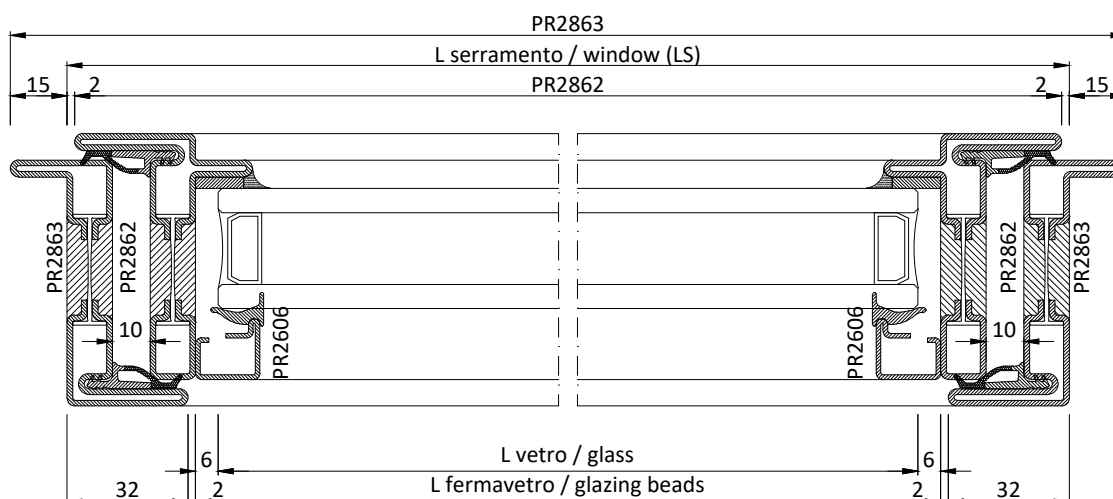 PR2863
L serramento / window (LS)
15 2 PR2862 2 15
PR2863 PR2862 PR2862 PR2863
10 PR2606 PR2606 10
6 L vetro / glass 6
32 2 L fermavetro / glazing beads 2 32